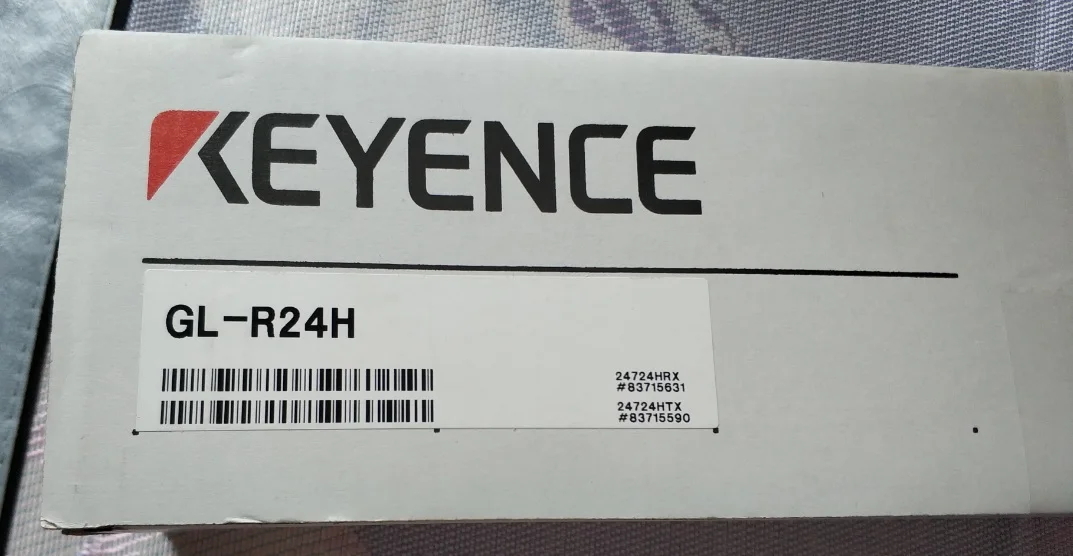 KEYENCE
GL-R24H
24724HRX
#83715631
24724HTX
#83715590